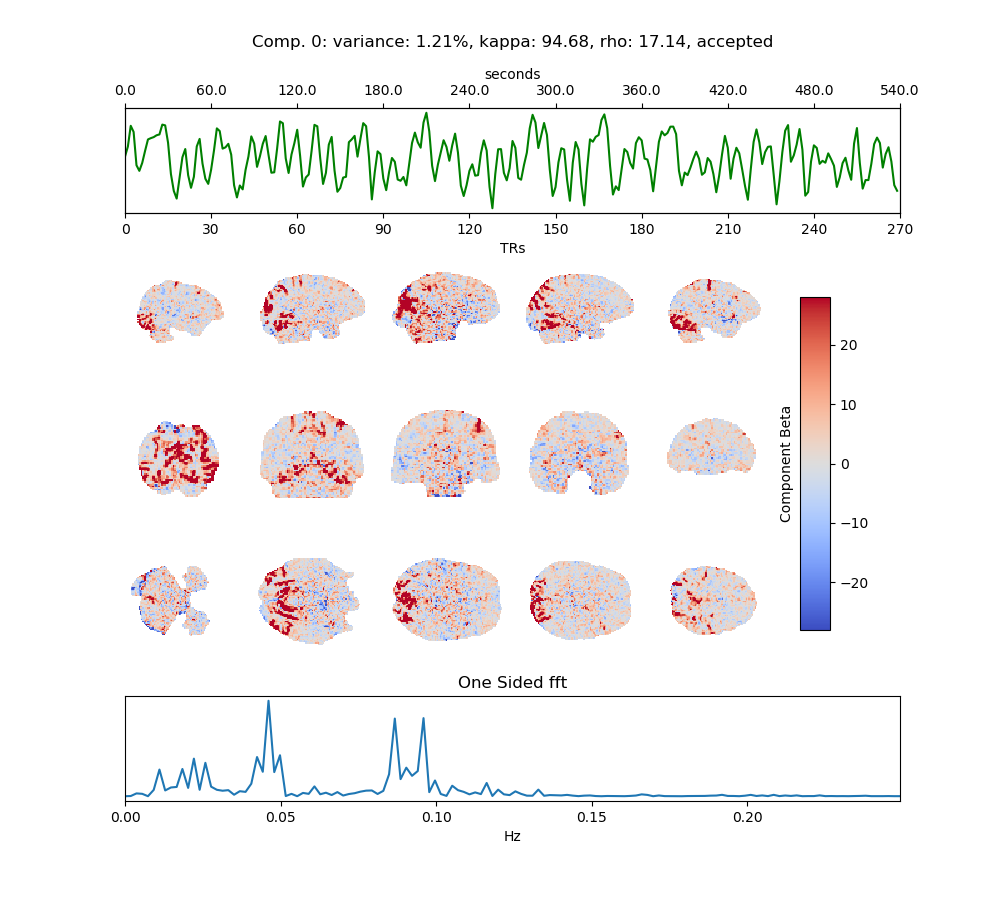 Comp. 0: variance: 1.21%, kappa: 94.68, rho: 17.14, accepted
seconds
0.0 60.0 120.0 180.0 240.0 300.0 360.0 420.0 480.0 540.0
0 30 60 90 120 150 180 210 240 270
TRs
20
10
0
−10
−20
Component Beta
One Sided fft
0.00 0.05 0.10 0.15 0.20
Hz